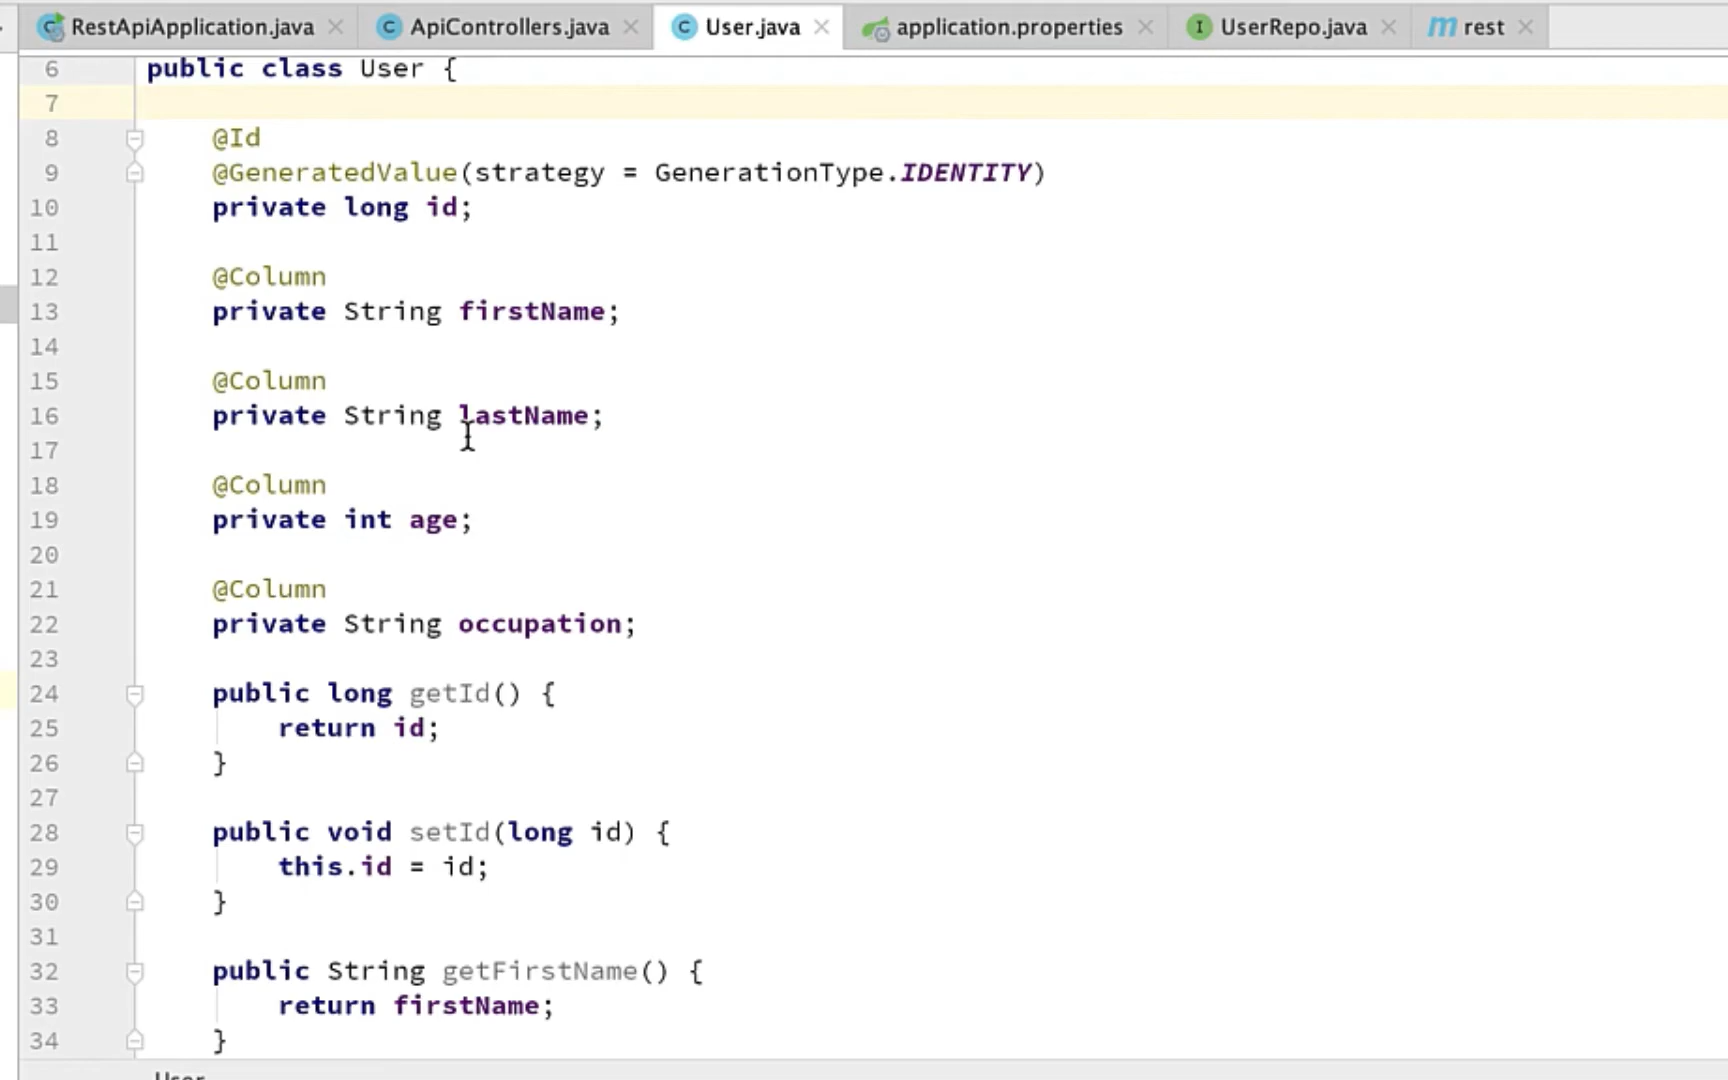 RestApiApplication.java ApiControllers.java User.java application.properties UserRepo.java rest
6 public class User {
7
8 @Id
9 @GeneratedValue(strategy = GenerationType.IDENTITY)
10 private long id;
11
12 @Column
13 private String firstName;
14
15 @Column
16 private String lastName;
17
18 @Column
19 private int age;
20
21 @Column
22 private String occupation;
23
24 public long getId() {
25 return id;
26 }
27
28 public void setId(long id) {
29 this.id = id;
30 }
31
32 public String getFirstName() {
33 return firstName;
34 }
User